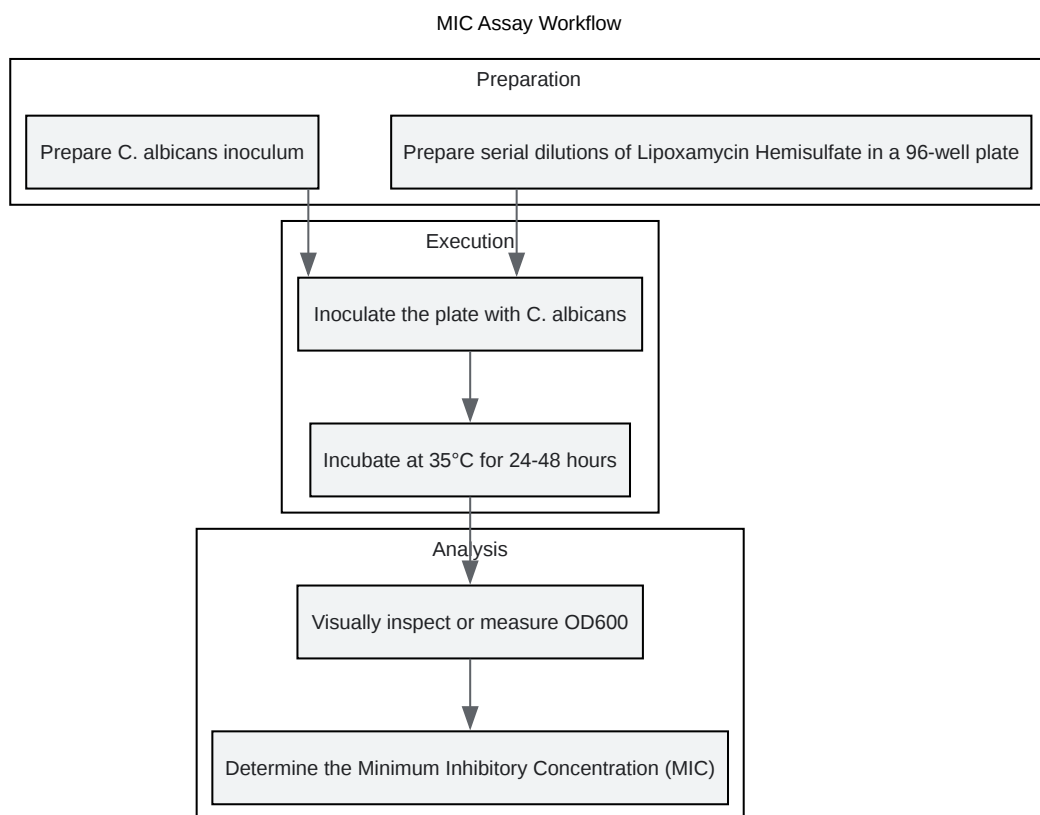 MIC Assay Workflow
Preparation
Prepare C. albicans inoculum
Prepare serial dilutions of Lipoxamycin Hemisulfate in a 96-well plate
Execution
Inoculate the plate with C. albicans
Incubate at 35°C for 24-48 hours
Analysis
Visually inspect or measure OD600
Determine the Minimum Inhibitory Concentration (MIC)